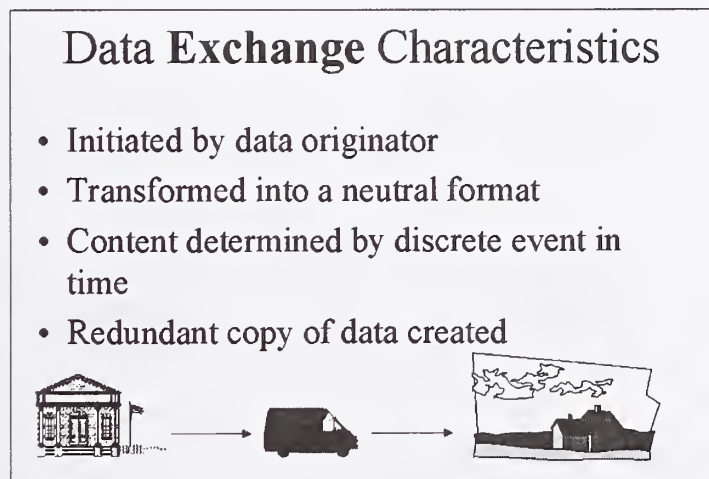 Data Exchange Characteristics
• Initiated by data originator
• Transformed into a neutral format
• Content determined by discrete event in
time
• Redundant copy of data created